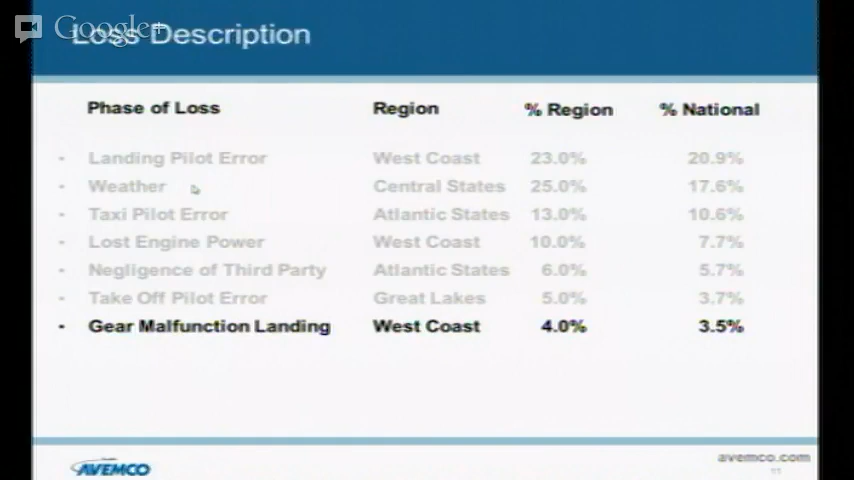 Google+
Loss Description
Phase of Loss Region % Region % National
• Landing Pilot Error West Coast 23.0% 20.9%
• Weather Central States 25.0% 17.6%
• Taxi Pilot Error Atlantic States 13.0% 10.6%
• Lost Engine Power West Coast 10.0% 7.7%
• Negligence of Third Party Atlantic States 6.0% 5.7%
• Take Off Pilot Error Great Lakes 5.0% 3.7%
• Gear Malfunction Landing West Coast 4.0% 3.5%
AVEMCO
avemco.com